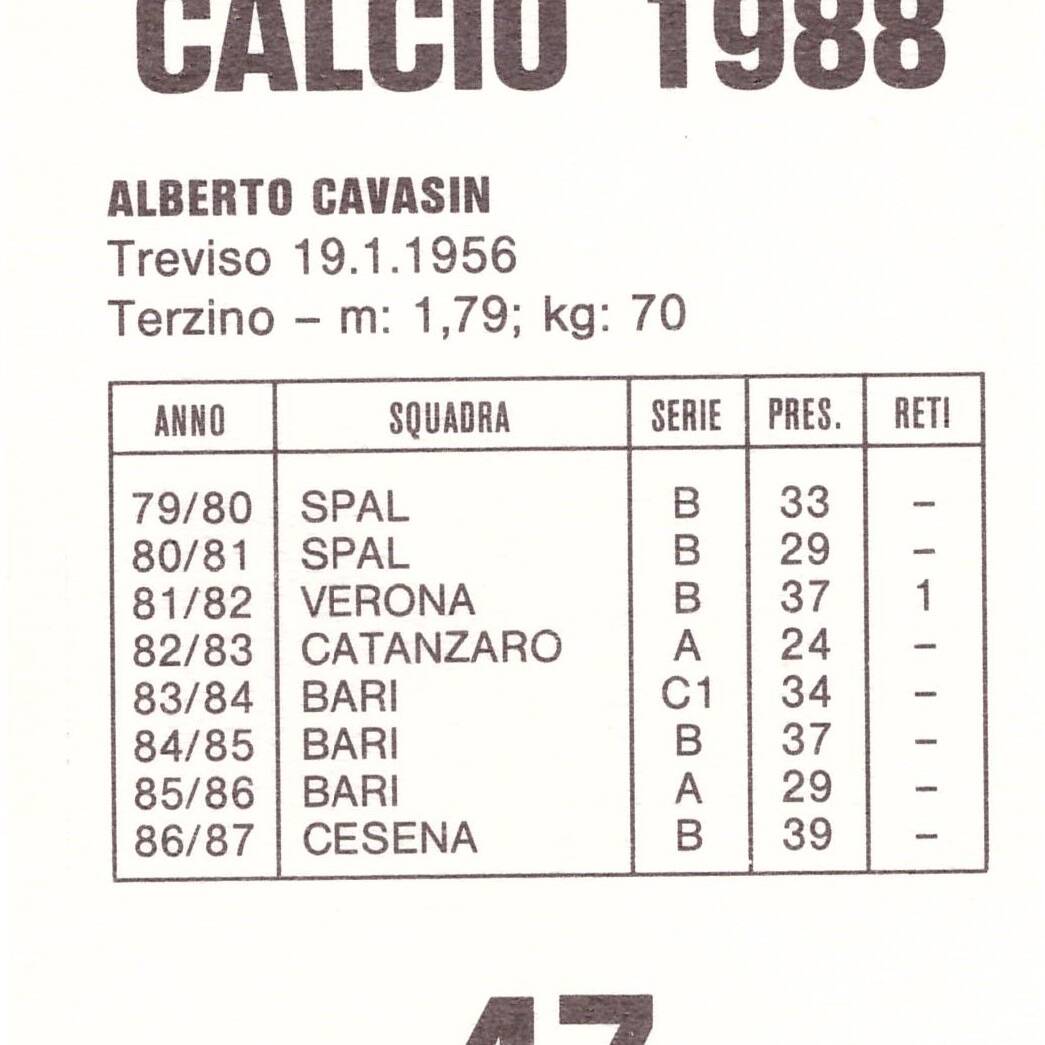 CALCIO 1988
ALBERTO CAVASIN
Treviso 19.1.1956
Terzino – m: 1,79; kg: 70
ANNO SQUADRA SERIE PRES. RETI
79/80 SPAL B 33 –
80/81 SPAL B 29 –
81/82 VERONA B 37 1
82/83 CATANZARO A 24 –
83/84 BARI C1 34 –
84/85 BARI B 37 –
85/86 BARI A 29 –
86/87 CESENA B 39 –
47